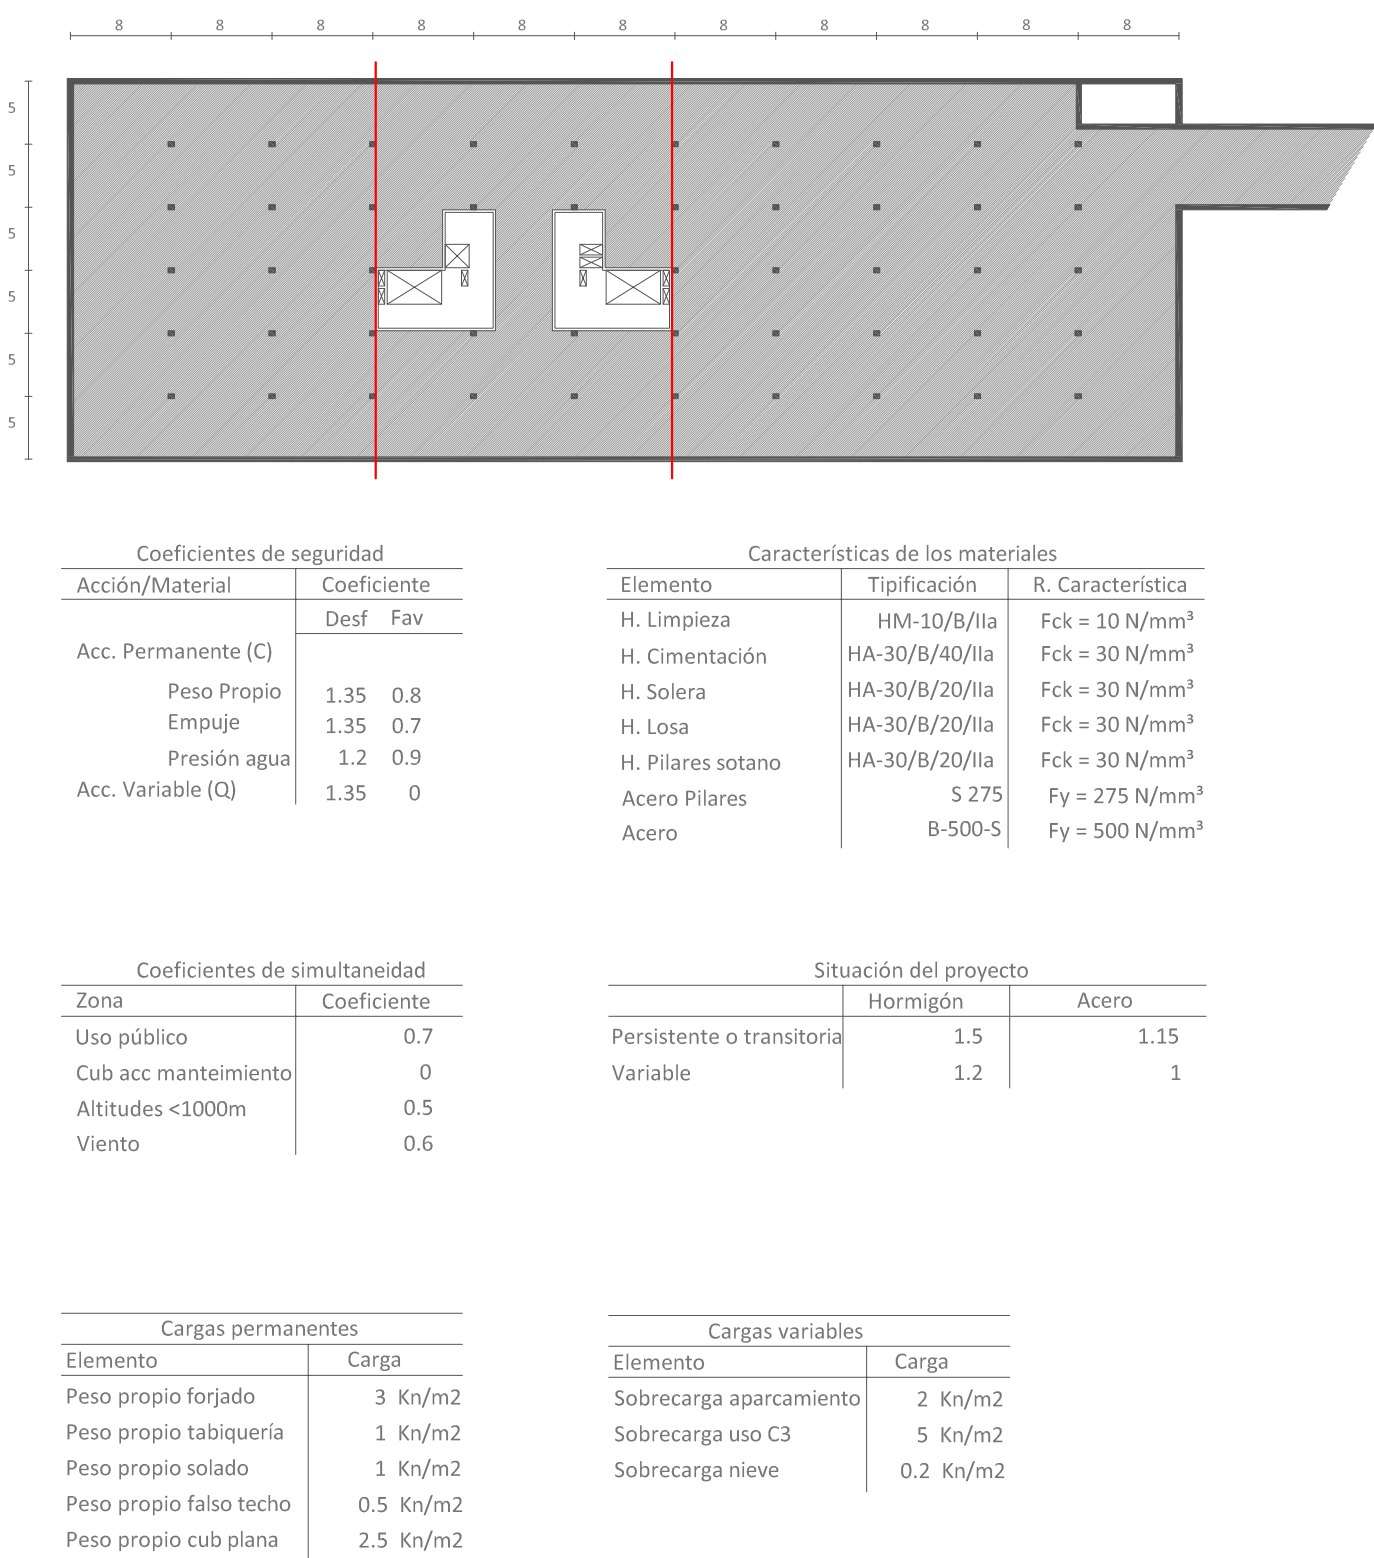 8 8 8 8 8 8 8 8 8 8 8
5
5
5
5
5
5
Coeficientes de seguridad
Acción/Material Coeficiente
Desf Fav
Acc. Permanente (C)
Peso Propio 1.35 0.8
Empuje 1.35 0.7
Presión agua 1.2 0.9
Acc. Variable (Q) 1.35 0
Características de los materiales
Elemento Tipificación R. Característica
H. Limpieza HM-10/B/IIa Fck = 10 N/mm³
H. Cimentación HA-30/B/40/IIa Fck = 30 N/mm³
H. Solera HA-30/B/20/IIa Fck = 30 N/mm³
H. Losa HA-30/B/20/IIa Fck = 30 N/mm³
H. Pilares sotano HA-30/B/20/IIa Fck = 30 N/mm³
Acero Pilares S 275 Fy = 275 N/mm³
Acero B-500-S Fy = 500 N/mm³
Coeficientes de simultaneidad
Zona Coeficiente
Uso público 0.7
Cub acc manteimiento 0
Altitudes <1000m 0.5
Viento 0.6
Situación del proyecto
Hormigón Acero
Persistente o transitoria 1.5 1.15
Variable 1.2 1
Cargas permanentes
Elemento Carga
Peso propio forjado 3 Kn/m2
Peso propio tabiquería 1 Kn/m2
Peso propio solado 1 Kn/m2
Peso propio falso techo 0.5 Kn/m2
Peso propio cub plana 2.5 Kn/m2
Cargas variables
Elemento Carga
Sobrecarga aparcamiento 2 Kn/m2
Sobrecarga uso C3 5 Kn/m2
Sobrecarga nieve 0.2 Kn/m2